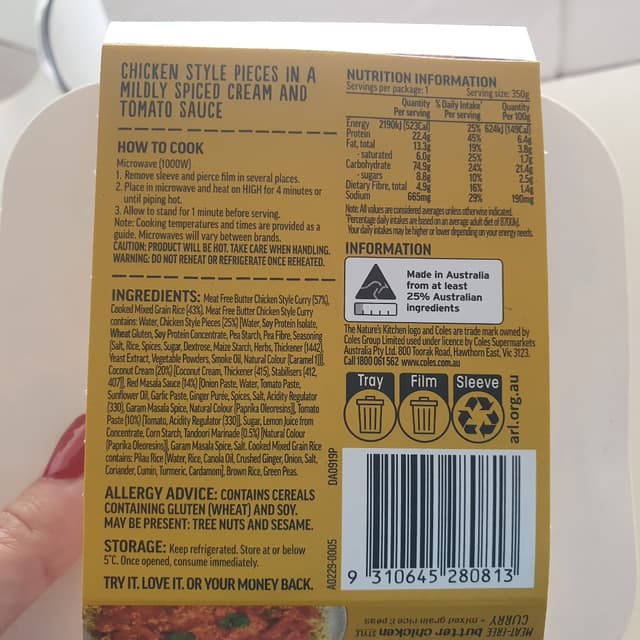 CHICKEN STYLE PIECES IN A
MILDLY SPICED CREAM AND
TOMATO SAUCE
HOW TO COOK
Microwave (1000W)
1. Remove sleeve and pierce film in several places.
2. Place in microwave and heat on HIGH for 4 minutes or
until piping hot.
3. Allow to stand for 1 minute before serving.
Note: Cooking temperatures and times are provided as a
guide. Microwaves will vary between brands.
CAUTION: PRODUCT WILL BE HOT. TAKE CARE WHEN HANDLING.
WARNING: DO NOT REHEAT OR REFRIGERATE ONCE REHEATED.
INGREDIENTS: Meat Free Butter Chicken Style Curry (57%),
Cooked Mixed Grain Rice (43%). Meat Free Butter Chicken Style Curry
contains: Water, Chicken Style Pieces (25%) [Water, Soy Protein Isolate,
Wheat Gluten, Soy Protein Concentrate, Pea Starch, Pea Fibre, Seasoning
(Salt, Rice, Spices, Sugar, Dextrose, Maize Starch, Herbs, Thickener (1442),
Yeast Extract, Vegetable Powders, Smoke Oil, Natural Colour (Caramel I))],
Coconut Cream (20%) [Coconut Cream, Thickener (415), Stabilisers (412,
407)], Red Masala Sauce (14%) [Onion Paste, Water, Tomato Paste,
Sunflower Oil, Garlic Paste, Ginger Purée, Spices, Salt, Acidity Regulator
(330), Garam Masala Spice, Natural Colour (Paprika Oleoresins)], Tomato
Paste (10%) [Tomato, Acidity Regulator (330)], Sugar, Lemon Juice from
Concentrate, Corn Starch, Tandoori Marinade (0.5%) [Natural Colour
(Paprika Oleoresins)], Garam Masala Spice, Salt. Cooked Mixed Grain Rice
contains: Pilau Rice [Water, Rice, Canola Oil, Crushed Ginger, Onion, Salt,
Coriander, Cumin, Turmeric, Cardamom], Brown Rice, Green Peas.
ALLERGY ADVICE: CONTAINS CEREALS
CONTAINING GLUTEN (WHEAT) AND SOY.
MAY BE PRESENT: TREE NUTS AND SESAME.
STORAGE: Keep refrigerated. Store at or below
5°C. Once opened, consume immediately.
TRY IT. LOVE IT. OR YOUR MONEY BACK.
NUTRITION INFORMATION
Servings per package: 1 Serving size: 350g
Quantity % Daily Intake* Quantity
Per serving Per serving Per 100g
Energy 2190kJ (523Cal) 25% 624kJ (149Cal)
Protein 22.4g 45% 6.4g
Fat, total 13.3g 19% 3.8g
- saturated 6.0g 25% 1.7g
Carbohydrate 74.9g 24% 21.4g
- sugars 8.8g 10% 2.5g
Dietary Fibre, total 4.9g 16% 1.4g
Sodium 665mg 29% 190mg
Note: All values are considered averages unless otherwise indicated.
*Percentage daily intakes are based on an average adult diet of 8700kJ.
Your daily intakes may be higher or lower depending on your energy needs.
INFORMATION
Made in Australia
from at least
25% Australian
ingredients
The Nature's Kitchen logo and Coles are trade mark owned by
Coles Group Limited used under licence by Coles Supermarkets
Australia Pty Ltd. 800 Toorak Road, Hawthorn East, Vic 3123.
Call 1800 061 562 www.coles.com.au
Tray Film Sleeve
arl.org.au
DA0919P
A0229-0005
9 310645 280813
MEAT-FREE butter chicken STYLE
CURRY + mixed grain rice & peas